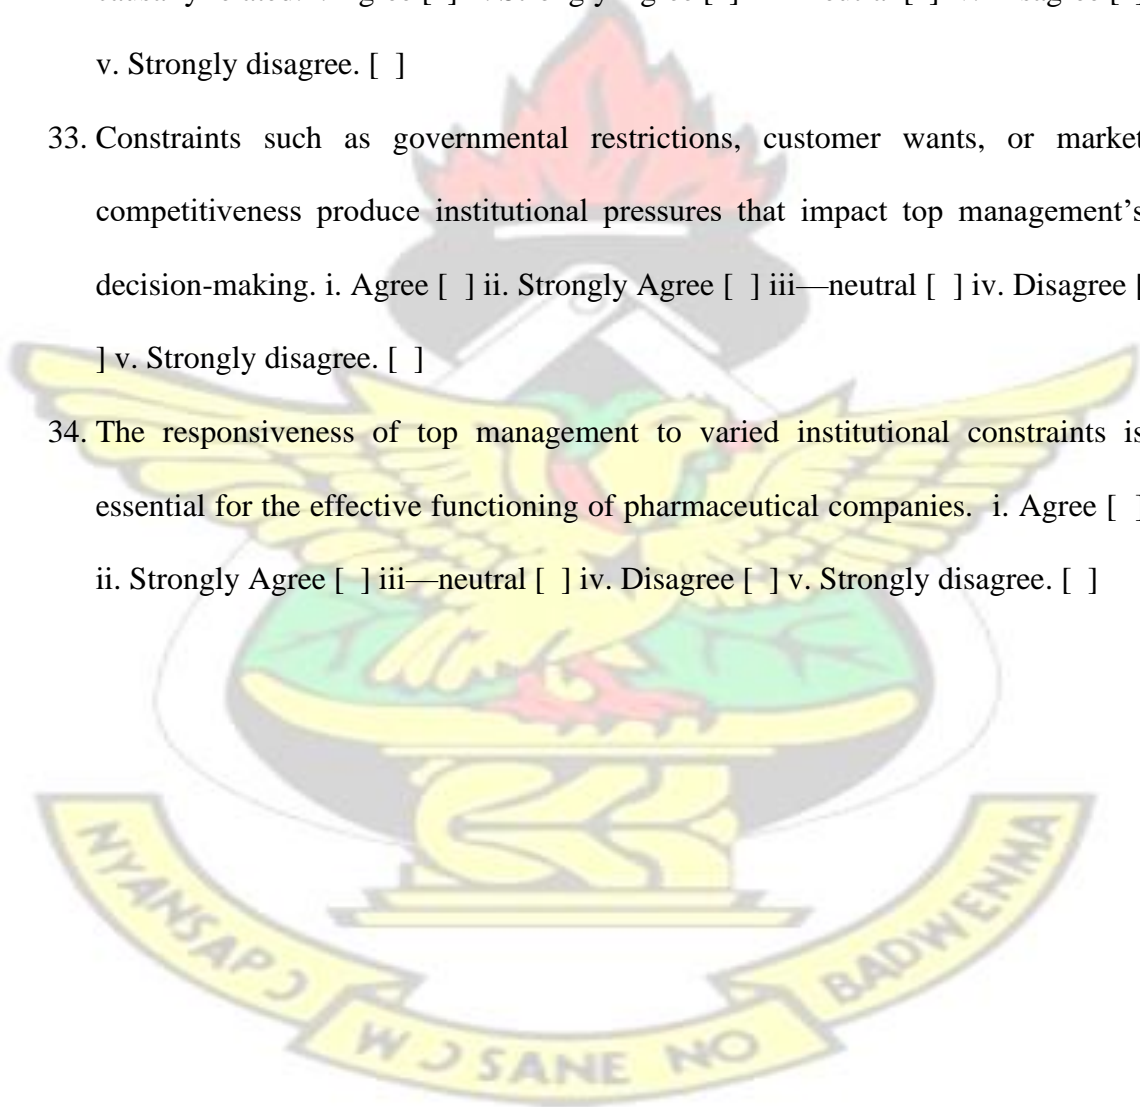 v. Strongly disagree. [ ]
33. Constraints such as governmental restrictions, customer wants, or market
competitiveness produce institutional pressures that impact top management’s
decision-making. i. Agree [ ] ii. Strongly Agree [ ] iii—neutral [ ] iv. Disagree [
] v. Strongly disagree. [ ]
34. The responsiveness of top management to varied institutional constraints is
essential for the effective functioning of pharmaceutical companies. i. Agree [ ]
ii. Strongly Agree [ ] iii—neutral [ ] iv. Disagree [ ] v. Strongly disagree. [ ]
NYANSAPƆ
WƆSANE NO
BADWENMA